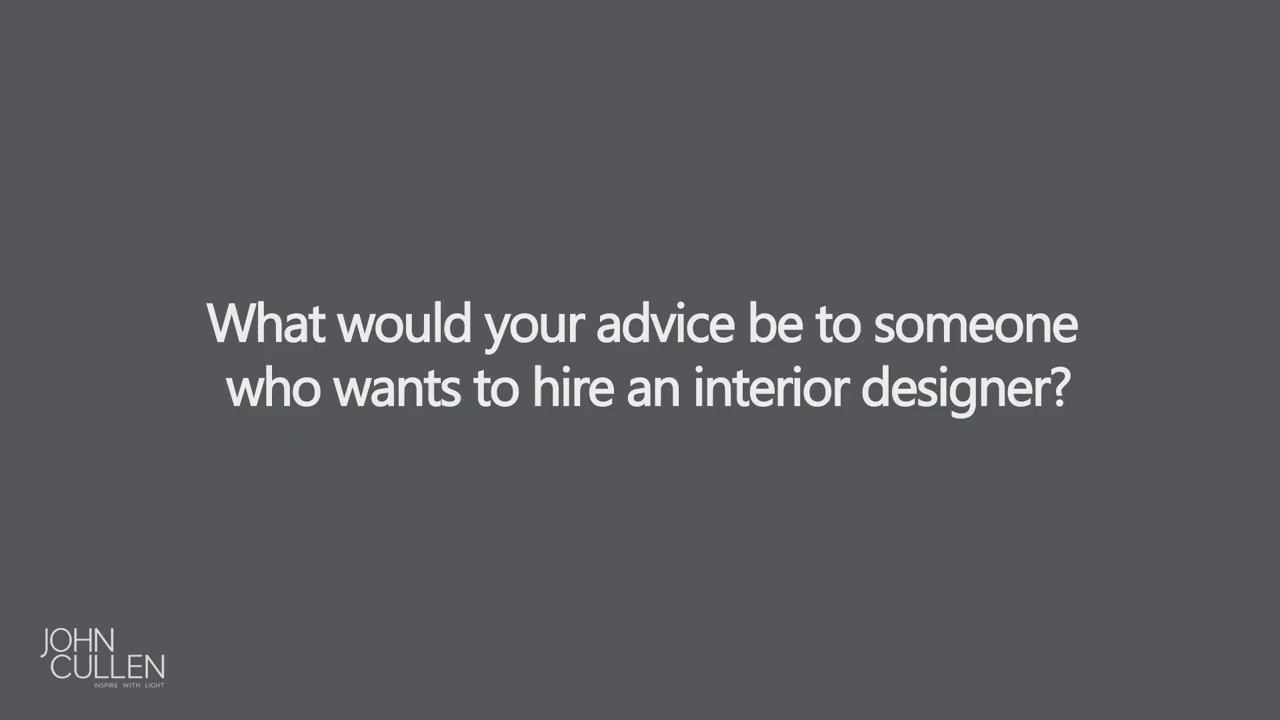 What would your advice be to someone
who wants to hire an interior designer?
JOHN
CULLEN
INSPIRE WITH LIGHT